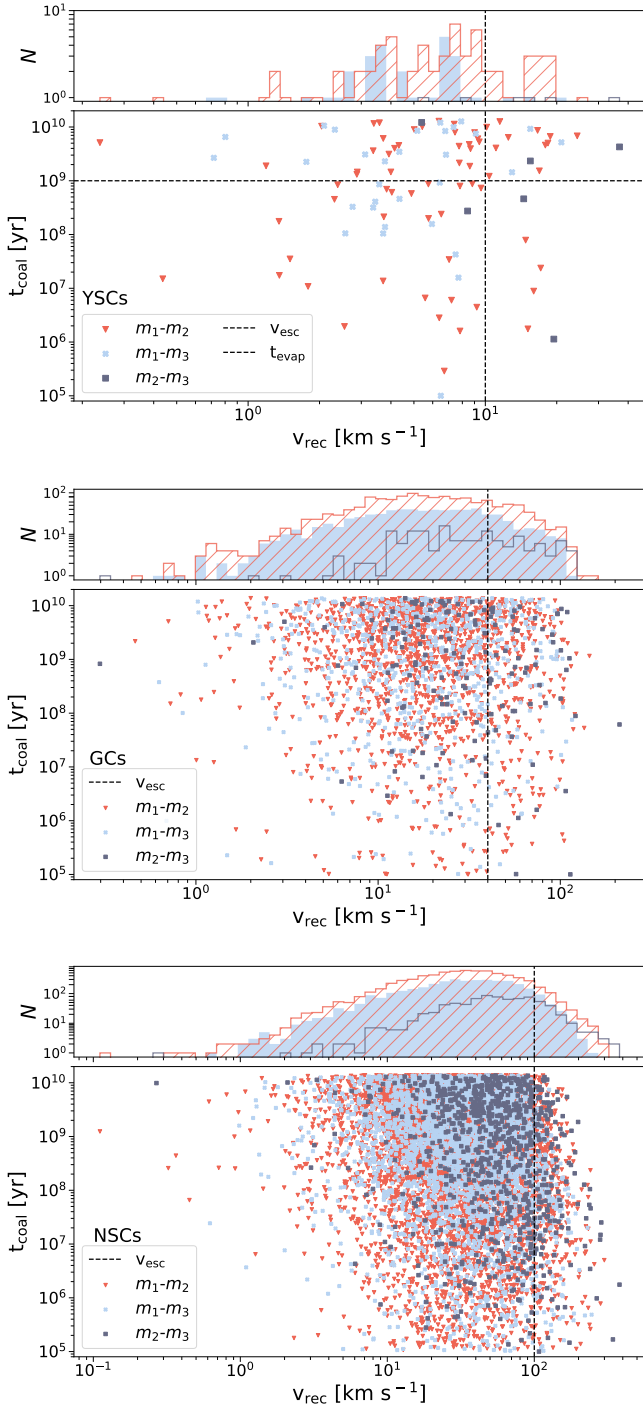 N
10⁰
10¹
t_coal [yr]
10¹⁰
10⁹
10⁸
10⁷
10⁶
10⁵
YSCs
m₁-m₂
m₁-m₃
m₂-m₃
v_esc
t_evap
10⁰ 10¹
v_rec [km s⁻¹]
N
10²
10¹
10⁰
t_coal [yr]
10¹⁰
10⁹
10⁸
10⁷
10⁶
10⁵
GCs
v_esc
m₁-m₂
m₁-m₃
m₂-m₃
10⁰ 10¹ 10²
v_rec [km s⁻¹]
N
10²
10¹
10⁰
t_coal [yr]
10¹⁰
10⁹
10⁸
10⁷
10⁶
10⁵
NSCs
v_esc
m₁-m₂
m₁-m₃
m₂-m₃
10⁻¹ 10⁰ 10¹ 10²
v_rec [km s⁻¹]